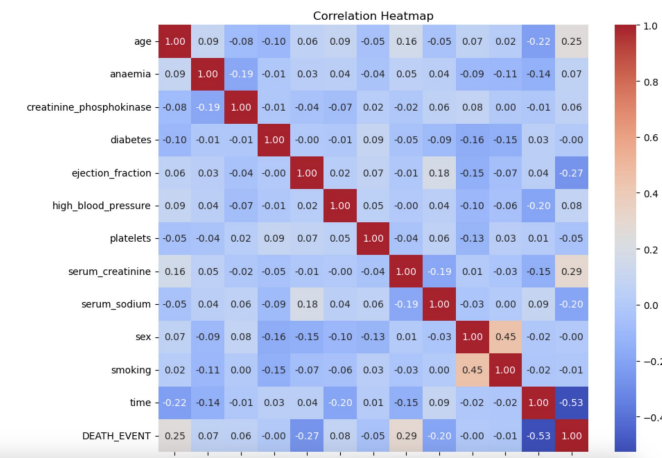 Correlation Heatmap
age 1.00 0.09 -0.08 -0.10 0.06 0.09 -0.05 0.16 -0.05 0.07 0.02 -0.22 0.25
anaemia 0.09 1.00 -0.19 -0.01 0.03 0.04 -0.04 0.05 0.04 -0.09 -0.11 -0.14 0.07
creatinine_phosphokinase -0.08 -0.19 1.00 -0.01 -0.04 -0.07 0.02 -0.02 0.06 0.08 0.00 -0.01 0.06
diabetes -0.10 -0.01 -0.01 1.00 -0.00 -0.01 0.09 -0.05 -0.09 -0.16 -0.15 0.03 -0.00
ejection_fraction 0.06 0.03 -0.04 -0.00 1.00 0.02 0.07 -0.01 0.18 -0.15 -0.07 0.04 -0.27
high_blood_pressure 0.09 0.04 -0.07 -0.01 0.02 1.00 0.05 -0.00 0.04 -0.10 -0.06 -0.20 0.08
platelets -0.05 -0.04 0.02 0.09 0.07 0.05 1.00 -0.04 0.06 -0.13 0.03 0.01 -0.05
serum_creatinine 0.16 0.05 -0.02 -0.05 -0.01 -0.00 -0.04 1.00 -0.19 0.01 -0.03 -0.15 0.29
serum_sodium -0.05 0.04 0.06 -0.09 0.18 0.04 0.06 -0.19 1.00 -0.03 0.00 0.09 -0.20
sex 0.07 -0.09 0.08 -0.16 -0.15 -0.10 -0.13 0.01 -0.03 1.00 0.45 -0.02 -0.00
smoking 0.02 -0.11 0.00 -0.15 -0.07 -0.06 0.03 -0.03 0.00 0.45 1.00 -0.02 -0.01
time -0.22 -0.14 -0.01 0.03 0.04 -0.20 0.01 -0.15 0.09 -0.02 -0.02 1.00 -0.53
DEATH_EVENT 0.25 0.07 0.06 -0.00 -0.27 0.08 -0.05 0.29 -0.20 -0.00 -0.01 -0.53 1.00
1.0
0.8
0.6
0.4
0.2
0.0
-0.2
-0.4